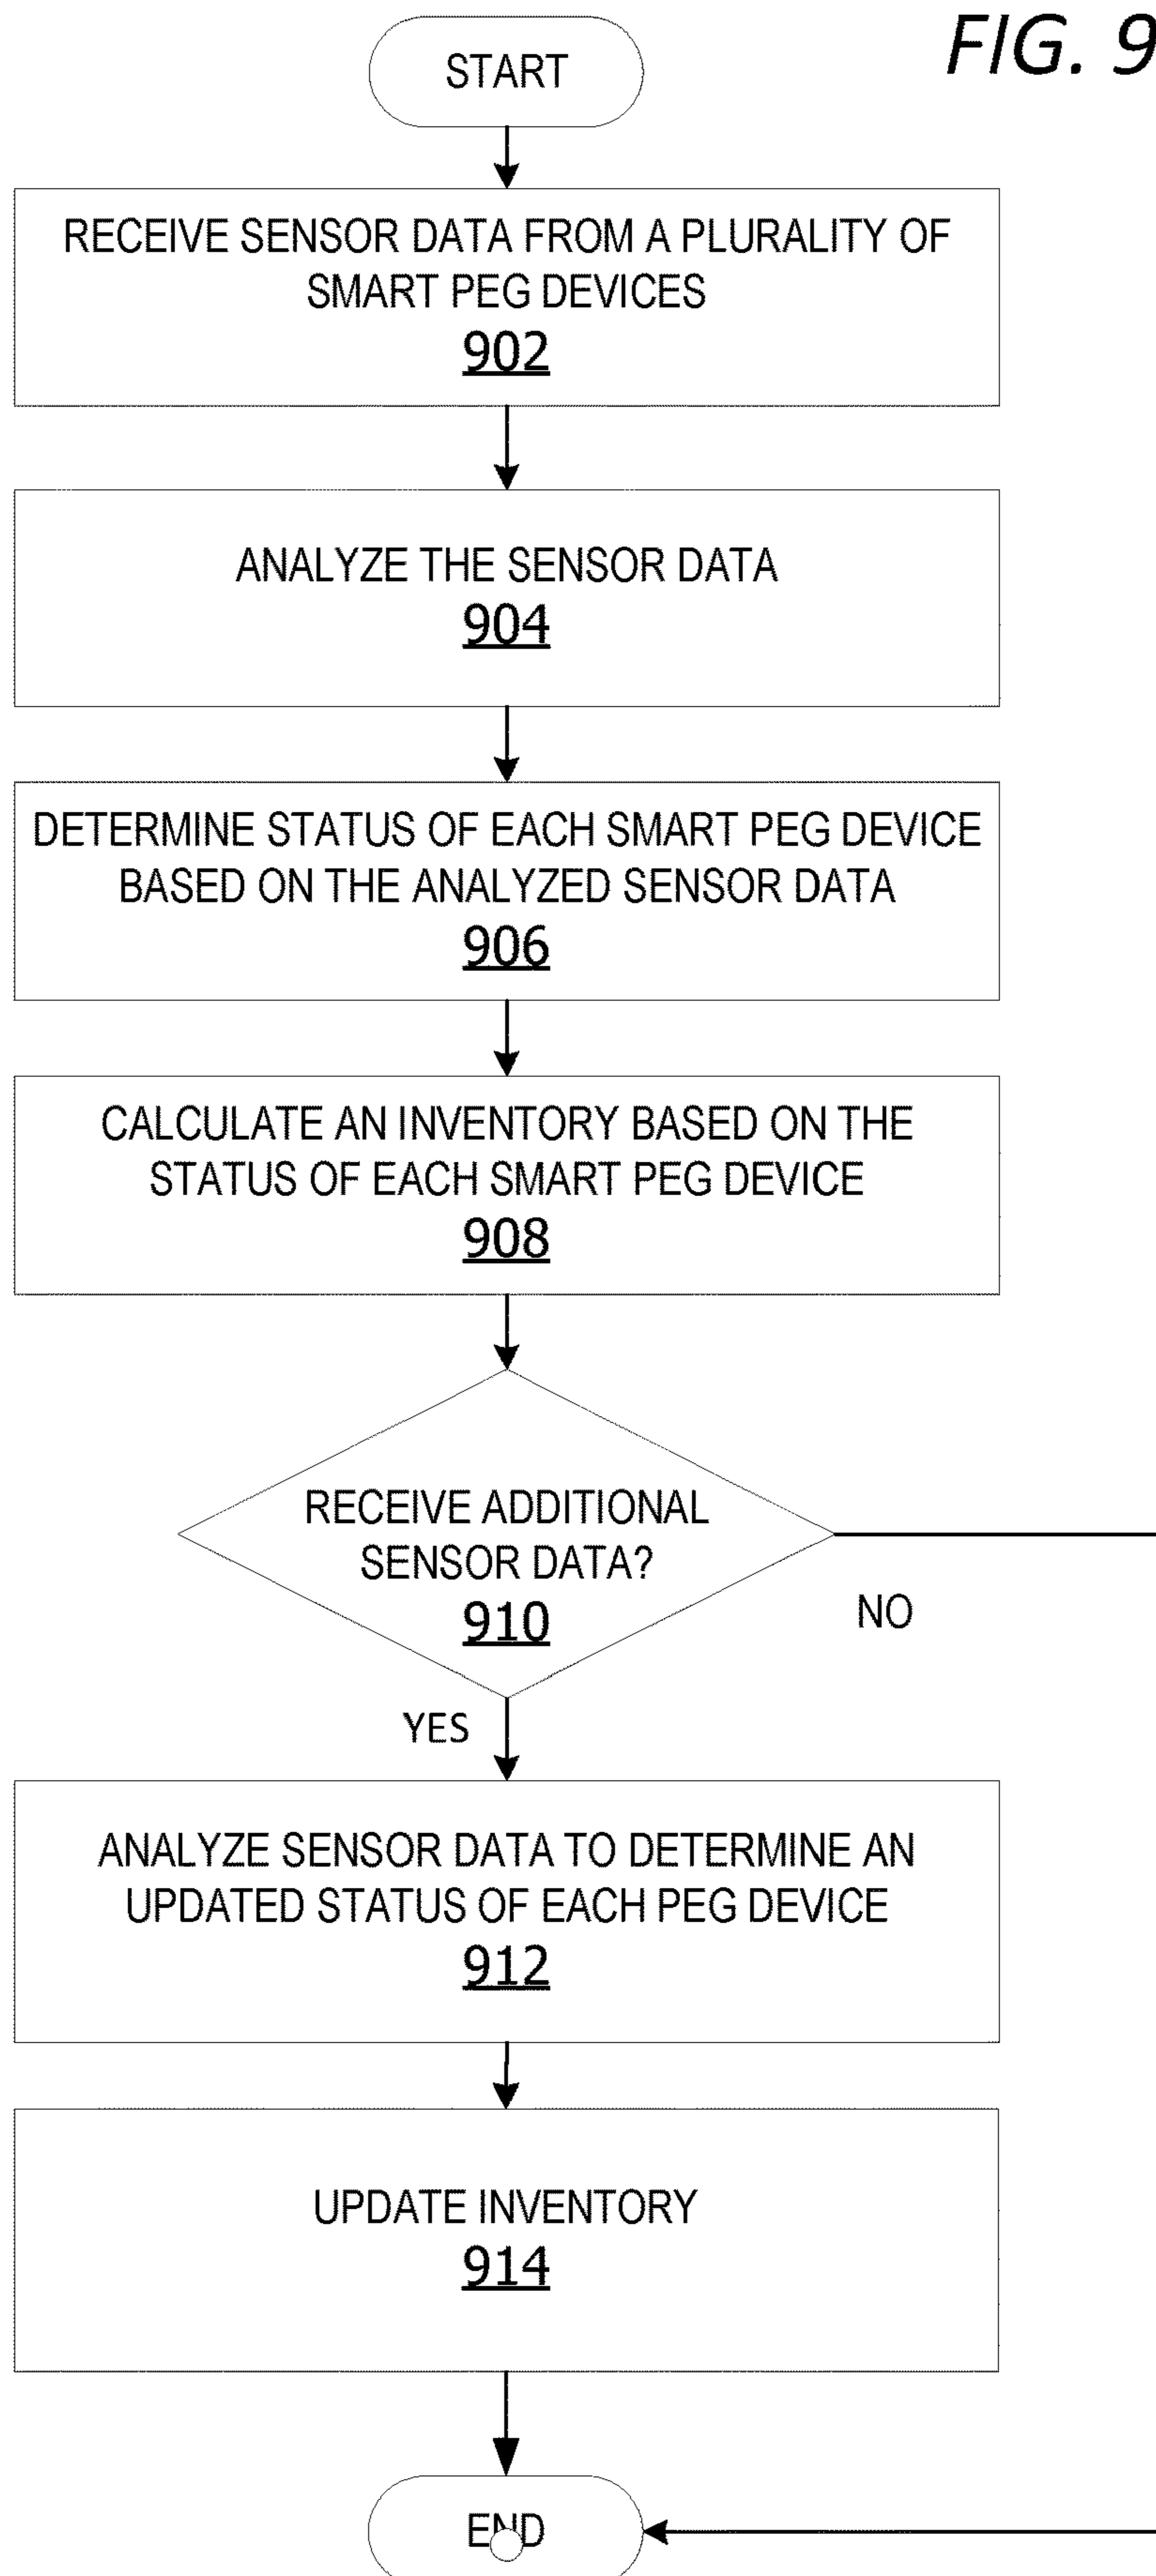 FIG. 9
START
RECEIVE SENSOR DATA FROM A PLURALITY OF
SMART PEG DEVICES
902
ANALYZE THE SENSOR DATA
904
DETERMINE STATUS OF EACH SMART PEG DEVICE
BASED ON THE ANALYZED SENSOR DATA
906
CALCULATE AN INVENTORY BASED ON THE
STATUS OF EACH SMART PEG DEVICE
908
RECEIVE ADDITIONAL
SENSOR DATA?
910
NO
YES
ANALYZE SENSOR DATA TO DETERMINE AN
UPDATED STATUS OF EACH PEG DEVICE
912
UPDATE INVENTORY
914
END